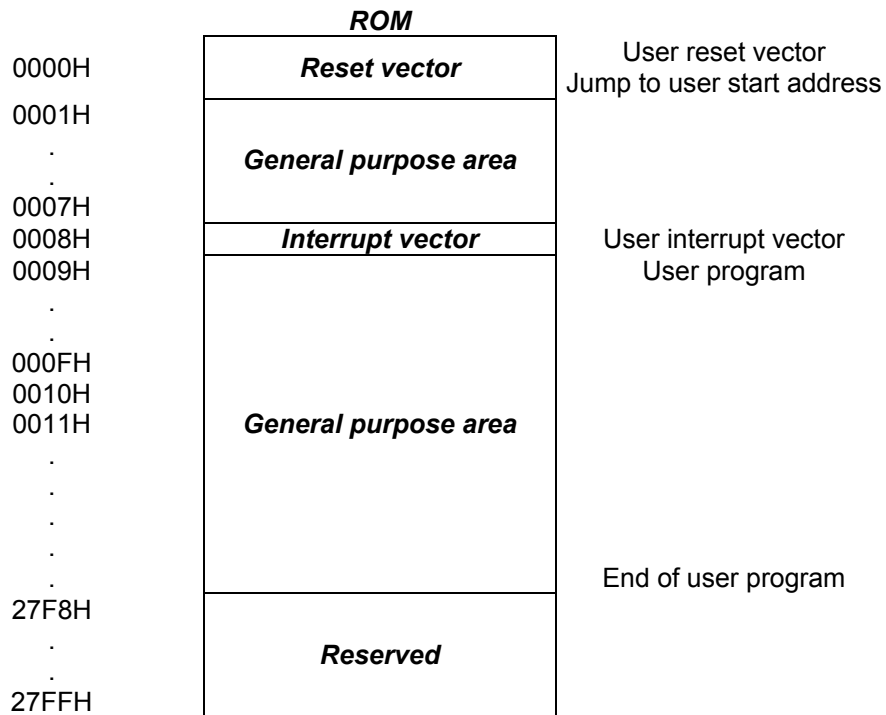 ROM
0000H Reset vector User reset vector
Jump to user start address
0001H
.
General purpose area
.
0007H
0008H Interrupt vector User interrupt vector
0009H User program
.
.
000FH
0010H
0011H General purpose area
.
.
.
.
. End of user program
27F8H
.
Reserved
.
27FFH